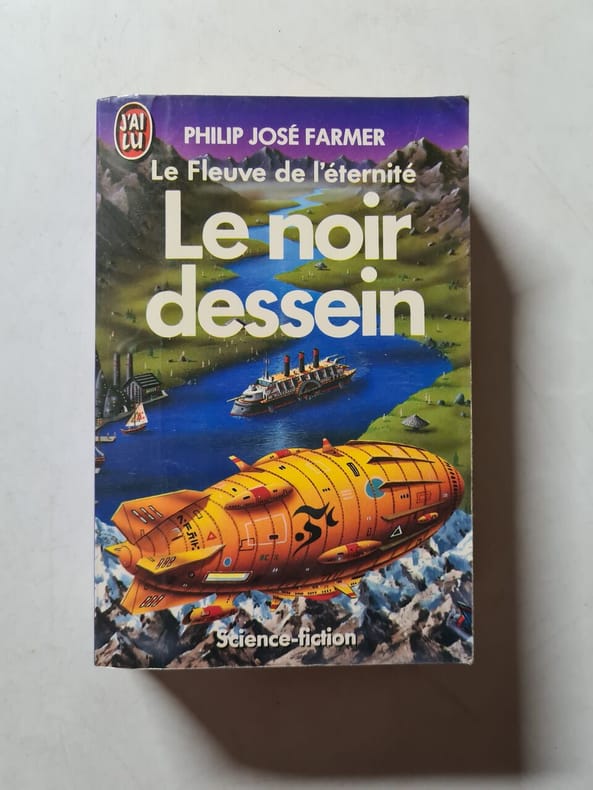 J'AI
LU
PHILIP JOSÉ FARMER
Le Fleuve de l'éternité
Le noir
dessein
Science-fiction